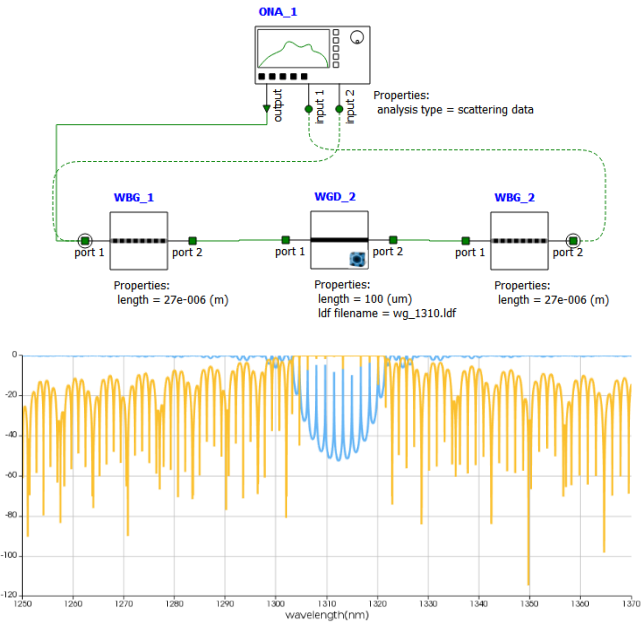 ONA_1
output
input 1
input 2
Properties:
analysis type = scattering data
WBG_1
WGD_2
WBG_2
port 1
port 2
port 1
port 2
port 1
port 2
Properties:
length = 27e-006 (m)
Properties:
length = 100 (um)
ldf filename = wg_1310.ldf
Properties:
length = 27e-006 (m)
0
-20
-40
-60
-80
-100
-120
1250 1260 1270 1280 1290 1300 1310 1320 1330 1340 1350 1360 1370
wavelength(nm)